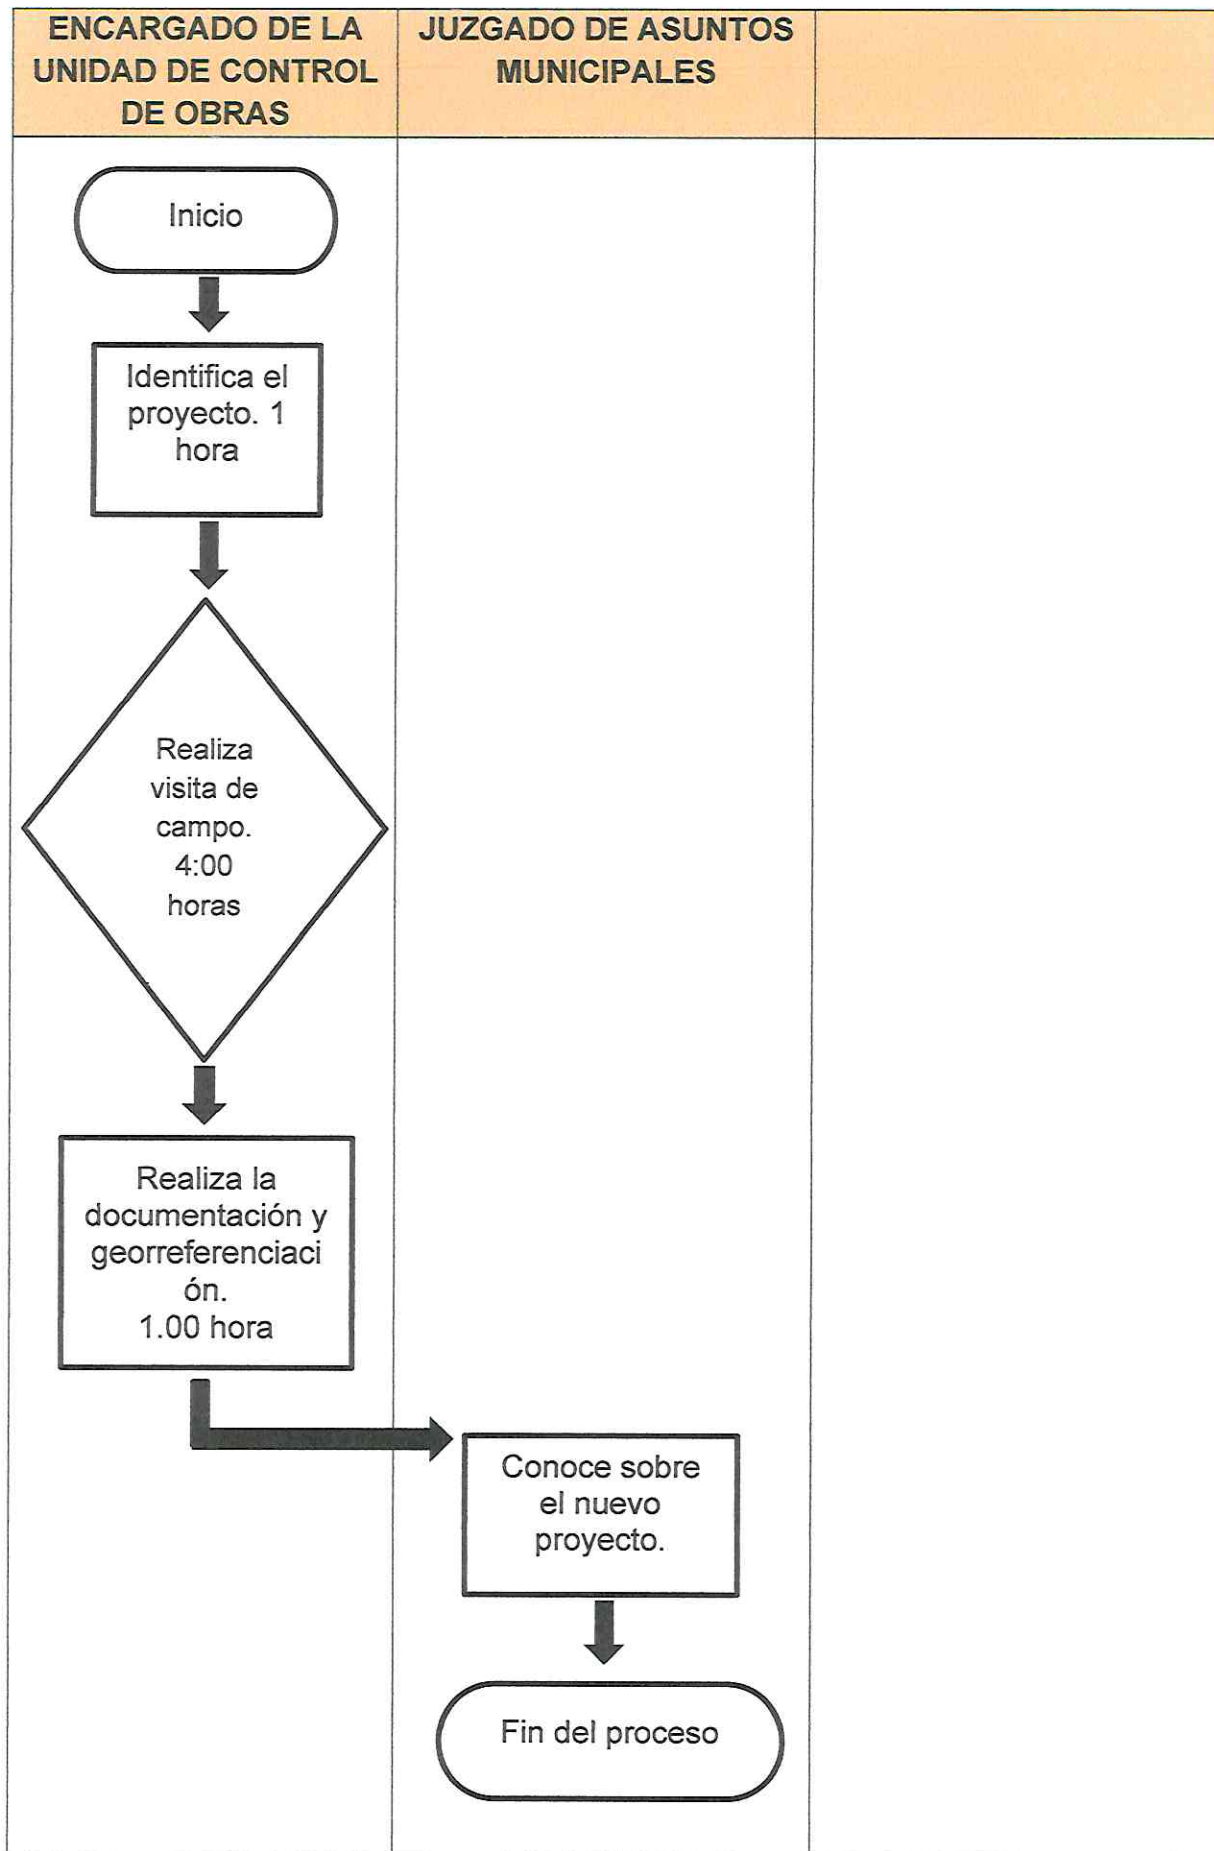 ENCARGADO DE LA
UNIDAD DE CONTROL
DE OBRAS
JUZGADO DE ASUNTOS
MUNICIPALES
Inicio
Identifica el
proyecto. 1
hora
Realiza
visita de
campo.
4:00
horas
Realiza la
documentación y
georreferenciaci
ón.
1.00 hora
Conoce sobre
el nuevo
proyecto.
Fin del proceso